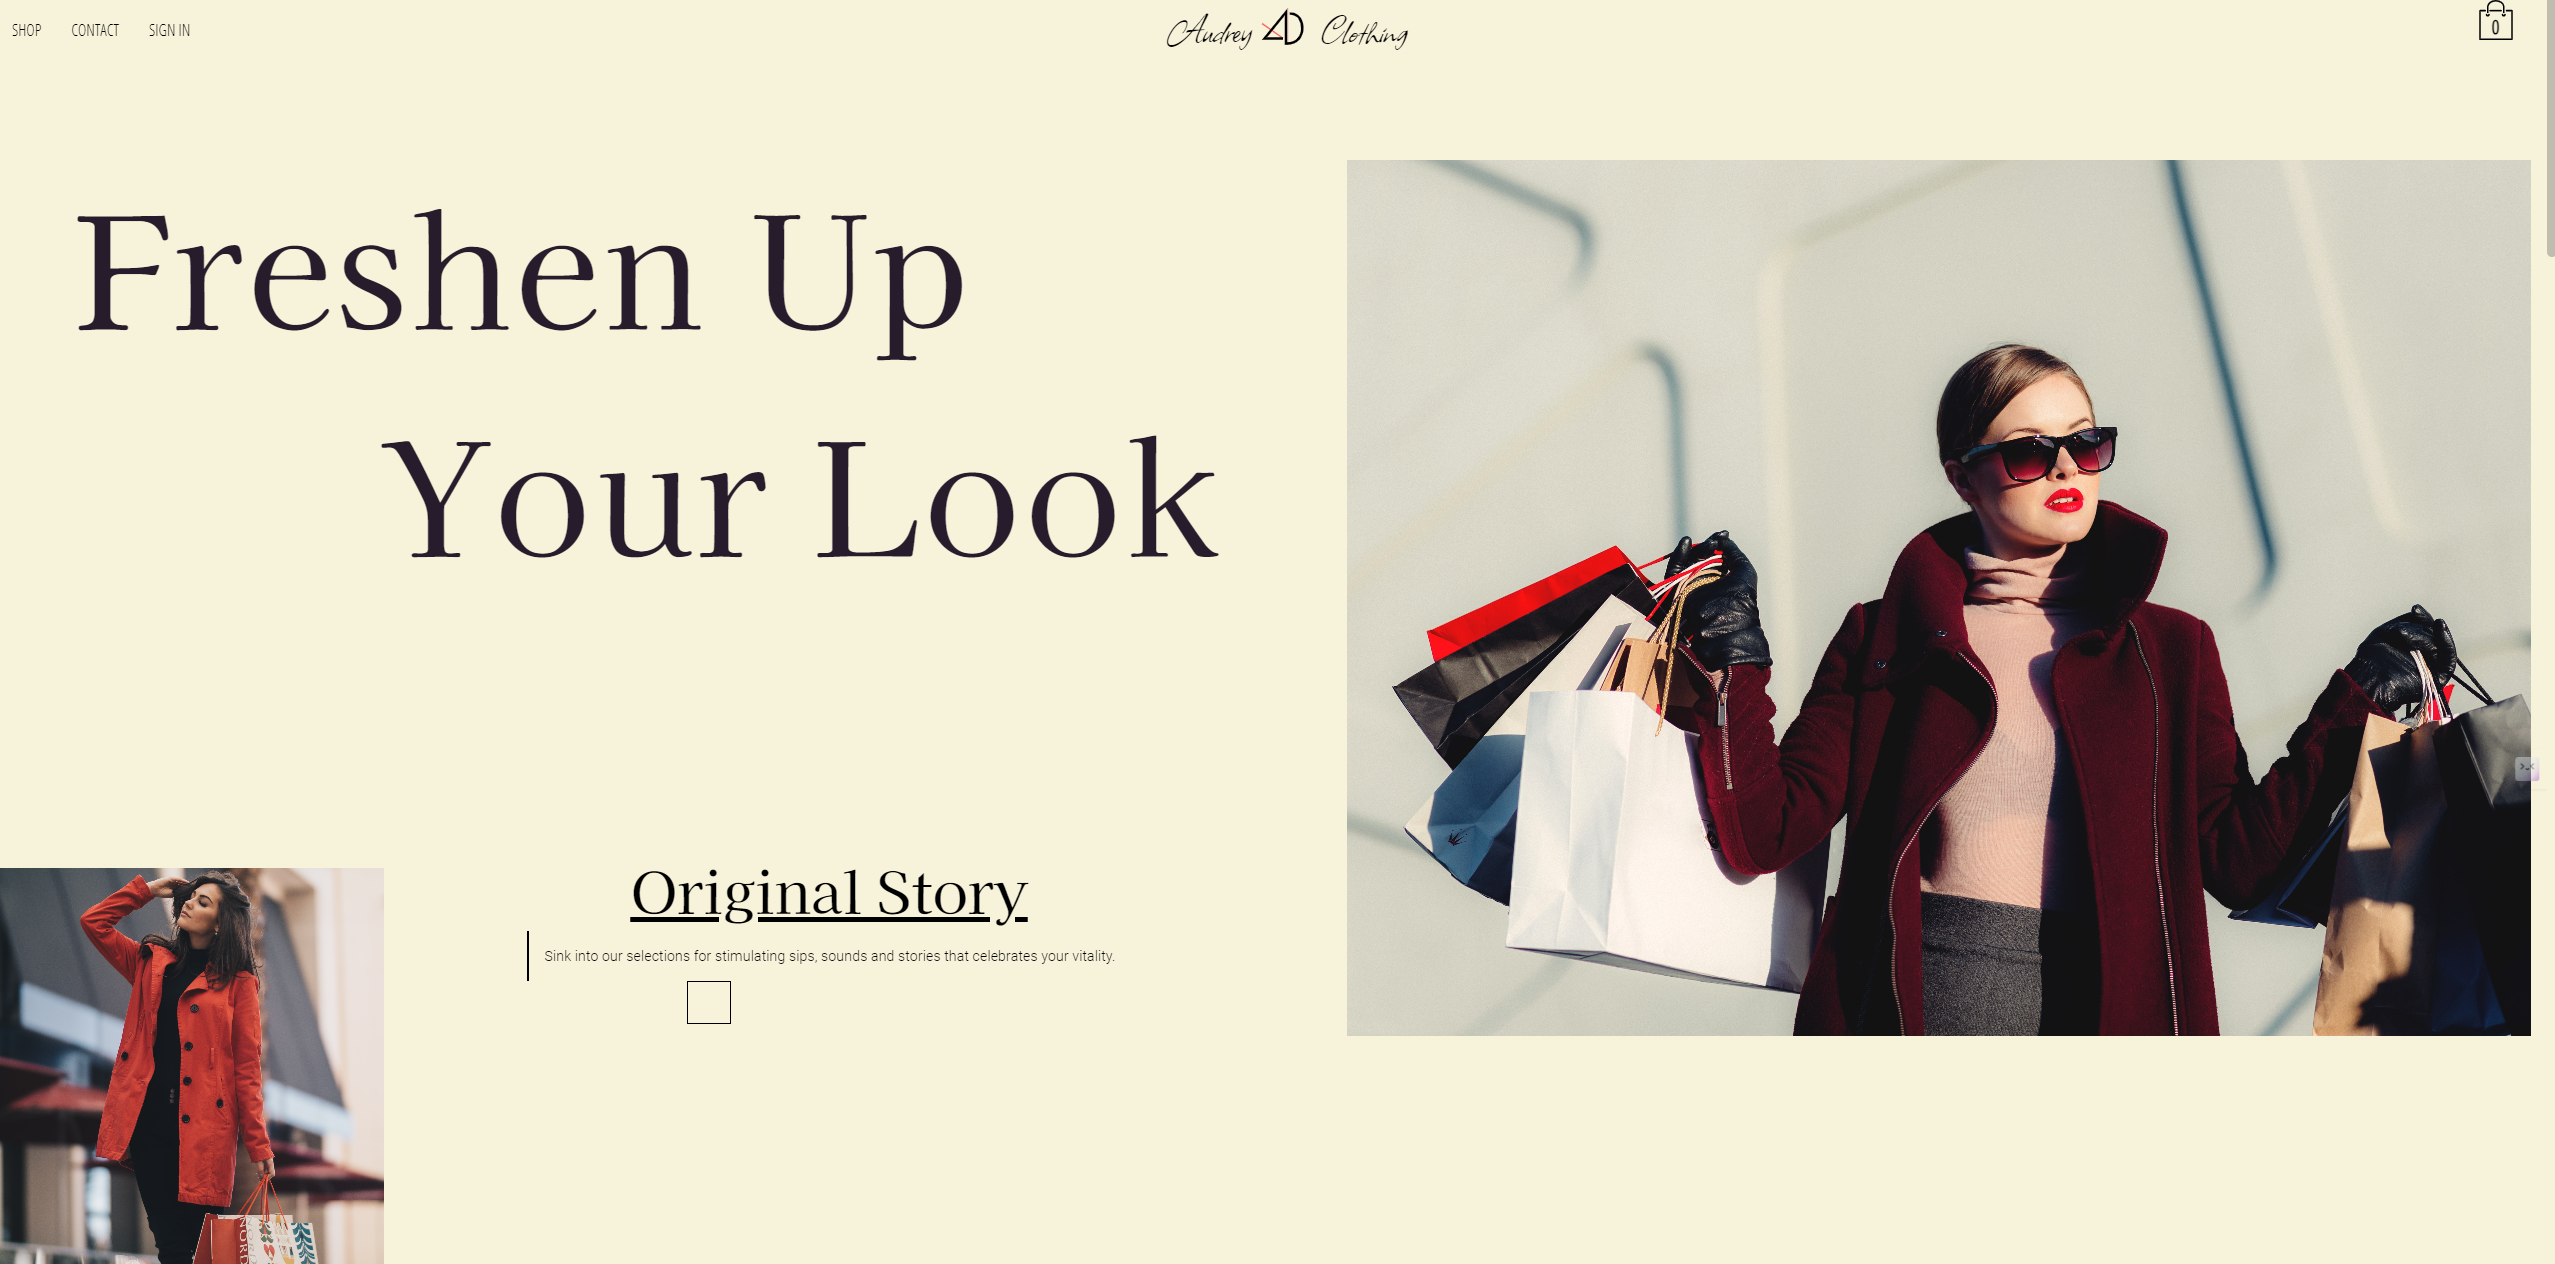 SHOP CONTACT SIGN IN
Audrey AD Clothing
0
Freshen Up
Your Look
Original Story
Sink into our selections for stimulating sips, sounds and stories that celebrates your vitality.